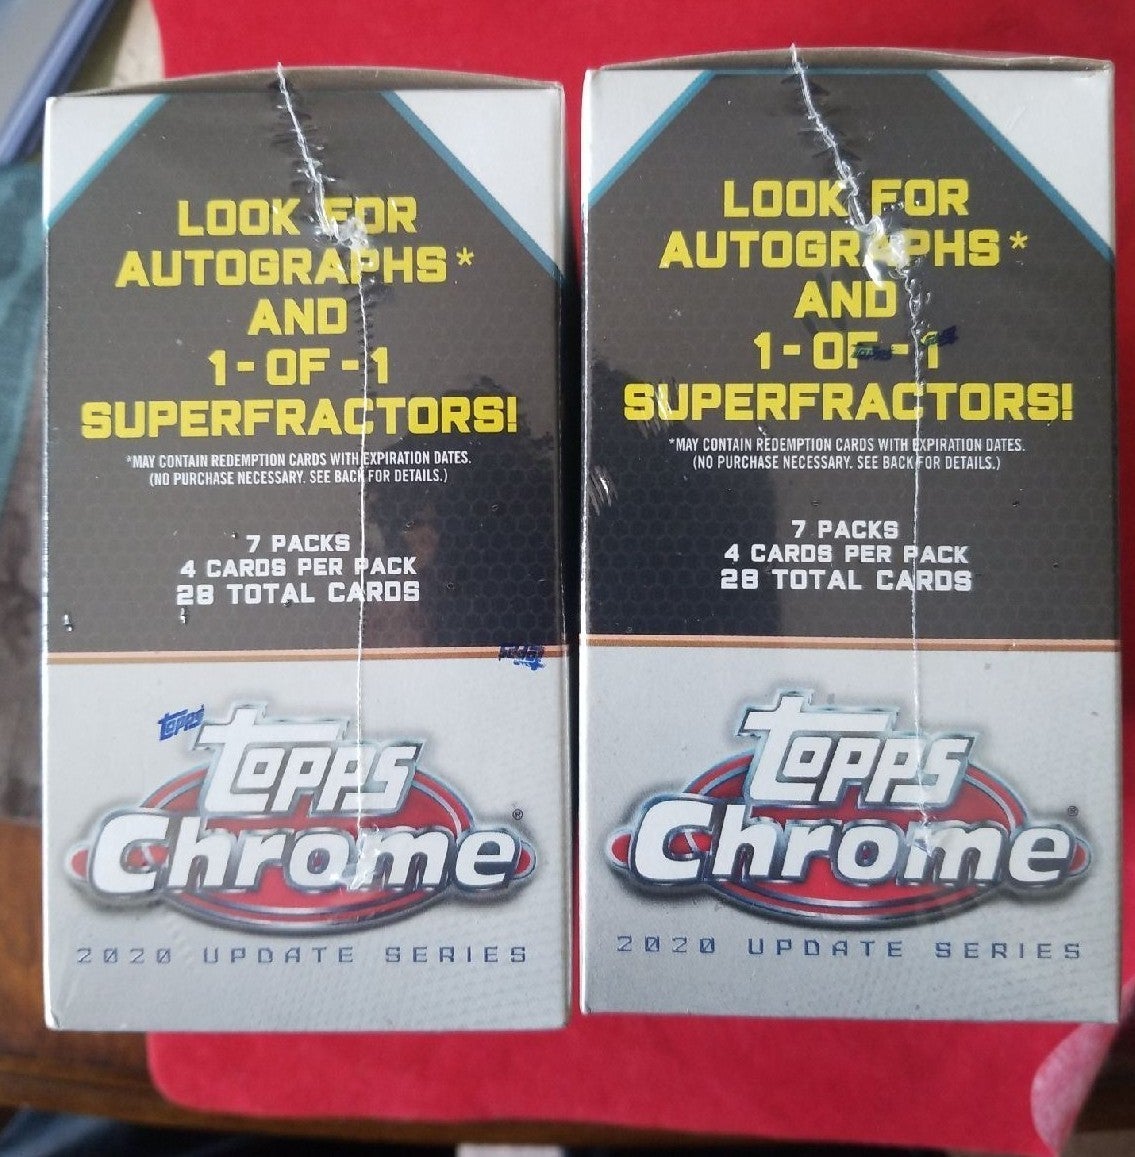 LOOK FOR
AUTOGRAPHS*
AND
1-OF-1
SUPERFRACTORS!
*MAY CONTAIN REDEMPTION CARDS WITH EXPIRATION DATES.
(NO PURCHASE NECESSARY. SEE BACK FOR DETAILS.)
7 PACKS
4 CARDS PER PACK
28 TOTAL CARDS
topps
topps
topps
Chrome®
2020 UPDATE SERIES
LOOK FOR
AUTOGRAPHS*
AND
1-OF-1
SUPERFRACTORS!
*MAY CONTAIN REDEMPTION CARDS WITH EXPIRATION DATES.
(NO PURCHASE NECESSARY. SEE BACK FOR DETAILS.)
7 PACKS
4 CARDS PER PACK
28 TOTAL CARDS
topps
Chrome®
2020 UPDATE SERIES